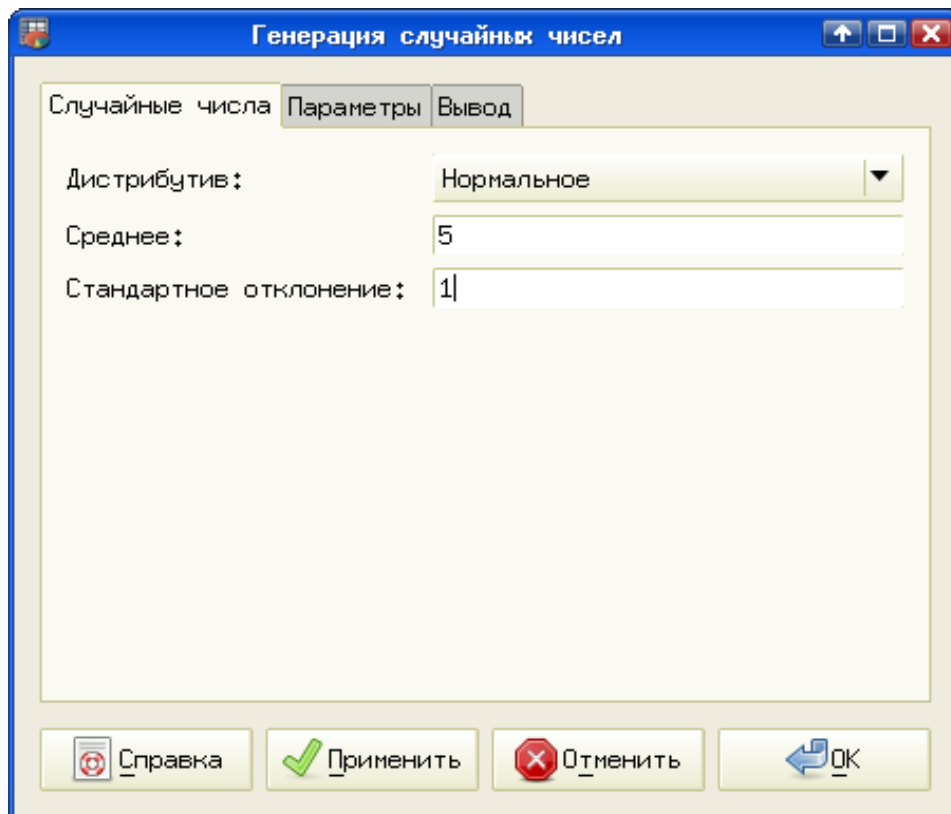 Генерация случайных чисел
Случайные числа Параметры Вывод
Дистрибутив: Нормальное
Среднее: 5
Стандартное отклонение: 1
Справка Применить Отменить OK